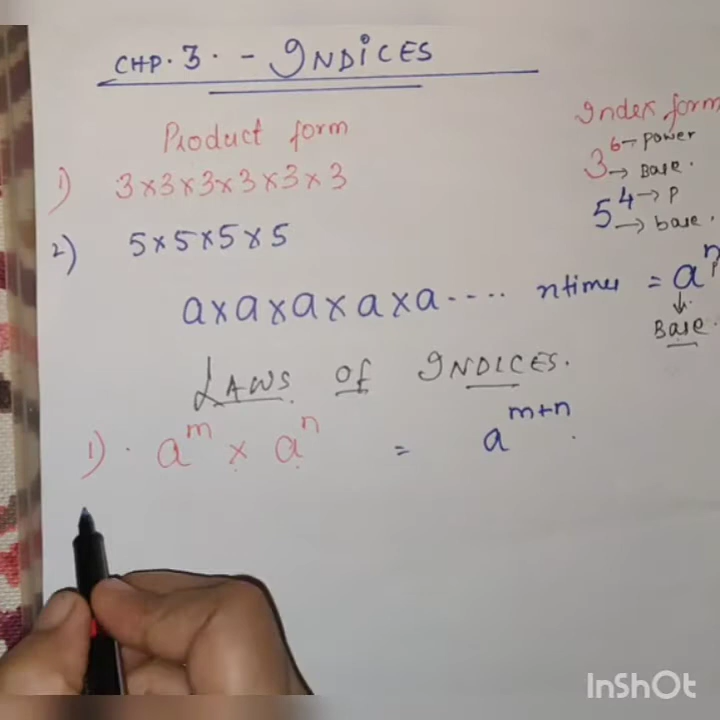 CHP. 3. - INDICES
Product form
Index form
1) 3×3×3×3×3×3
3^6 → power
→ Base.
2) 5×5×5×5
5^4 → P
→ base.
a×a×a×a×a.... n times = a^n
↓
Base.
LAWS OF INDICES.
1). a^m × a^n = a^m+n
InShOt